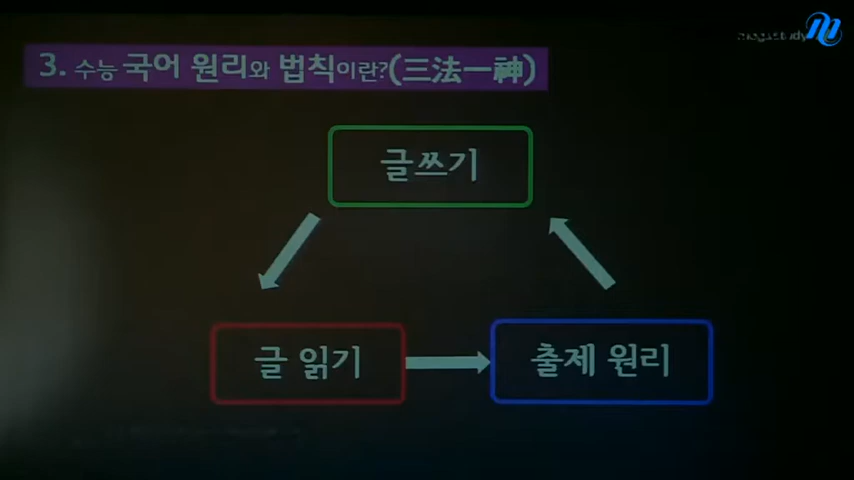 megastudy
3. 수능 국어 원리와 법칙이란?(三法一神)
글쓰기
글 읽기
출제 원리